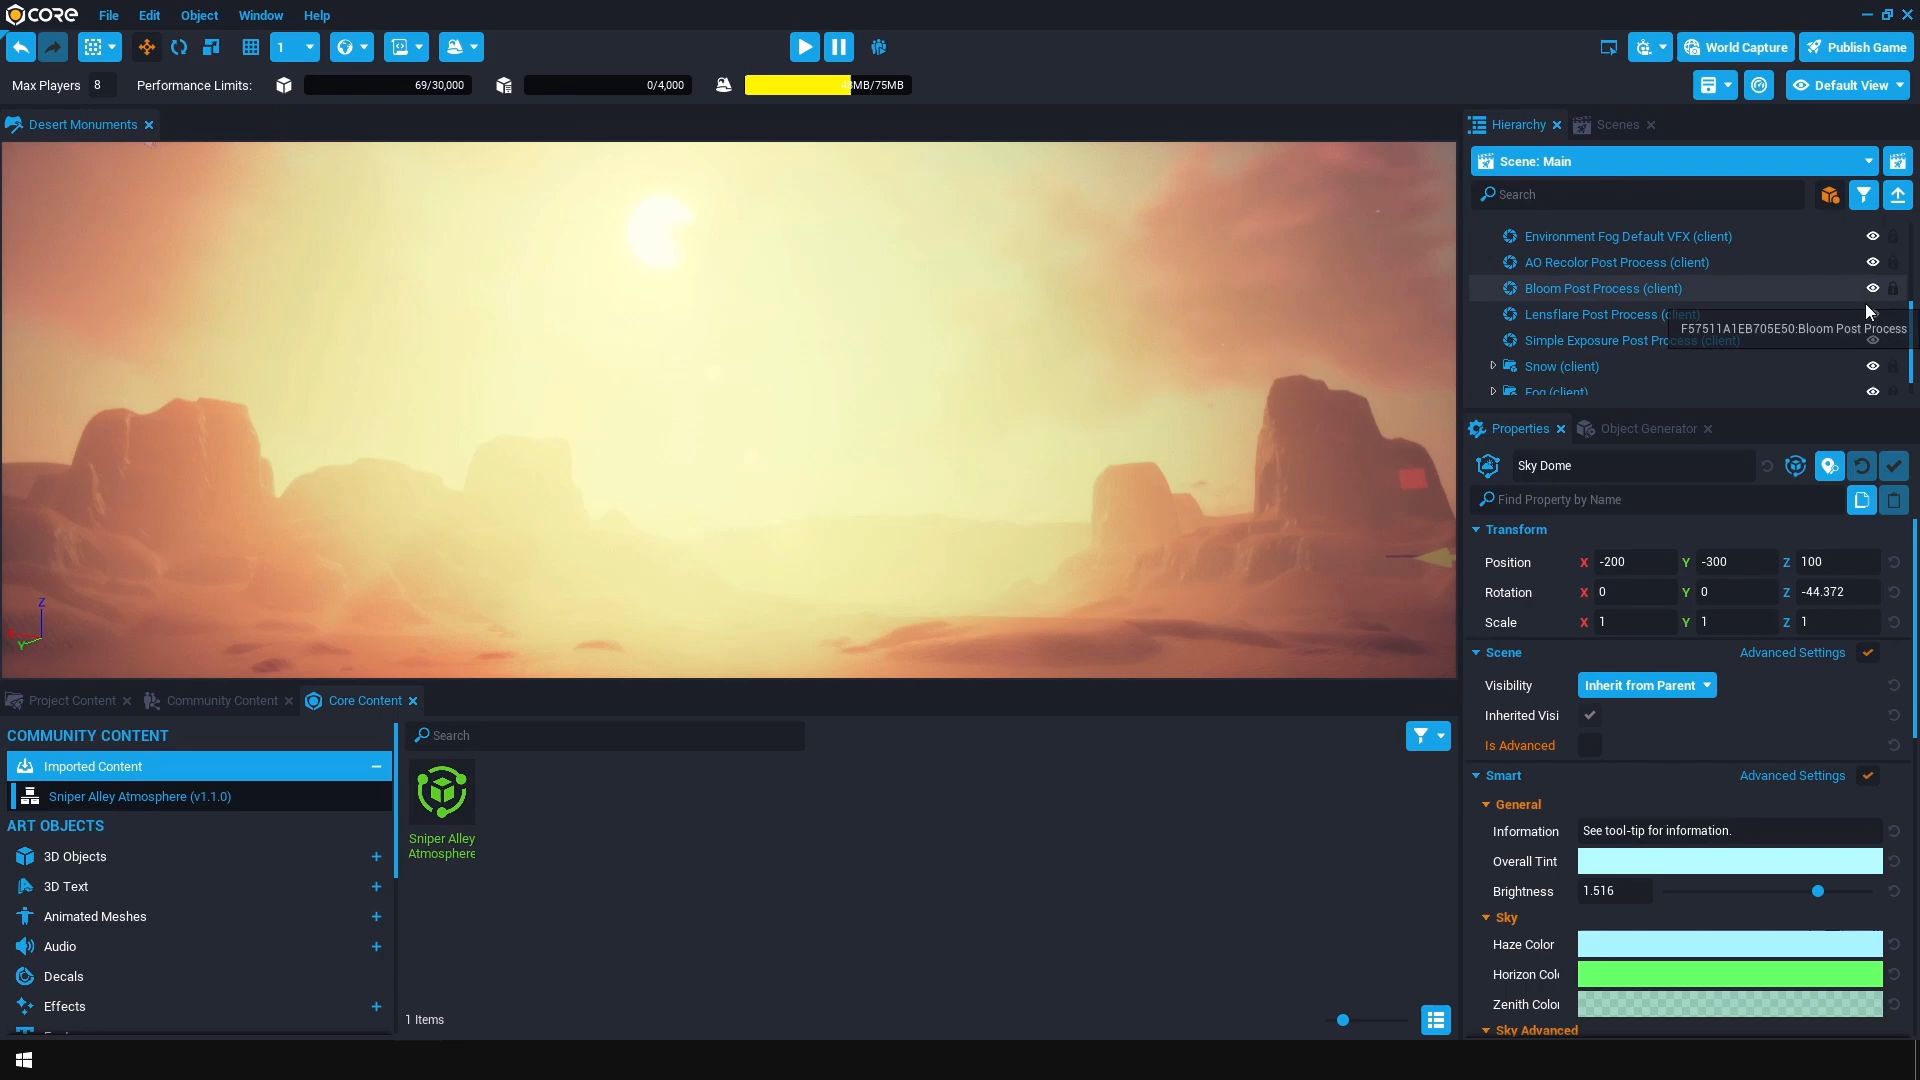 CORE
File
Edit
Object
Window
Help
1
World Capture
Publish Game
Max Players
8
Performance Limits:
69/30,000
0/4,000
MB/75MB
Default View
Desert Monuments
Hierarchy
Scenes
Scene: Main
Search
Environment Fog Default VFX (client)
AO Recolor Post Process (client)
Bloom Post Process (client)
Lensflare Post Process (client)
F57511A1EB705E50:Bloom Post Process
Simple Exposure Post Process (client)
Snow (client)
Fog (client)
Properties
Object Generator
Sky Dome
Find Property by Name
Transform
Position
X -200 Y -300 Z 100
Rotation
X 0 Y 0 Z -44.372
Scale
X 1 Y 1 Z 1
Scene
Advanced Settings
Visibility
Inherit from Parent
Inherited Visi
Is Advanced
Smart
Advanced Settings
General
Information
See tool-tip for information.
Overall Tint
Brightness
1.516
Sky
Haze Color
Horizon Colo
Zenith Color
Sky Advanced
Z
Y
Project Content
Community Content
Core Content
COMMUNITY CONTENT
Imported Content
Sniper Alley Atmosphere (v1.1.0)
ART OBJECTS
3D Objects
3D Text
Animated Meshes
Audio
Decals
Effects
Search
Sniper Alley
Atmosphere
1 Items